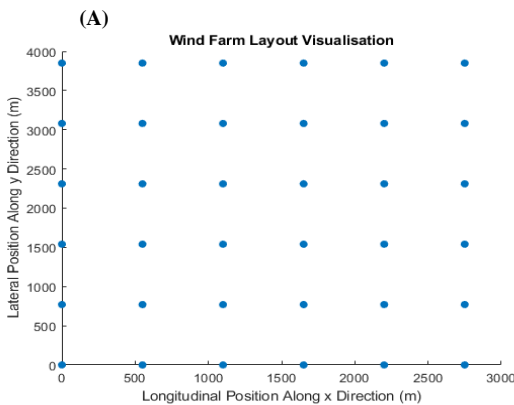 (A)
Wind Farm Layout Visualisation
4000
3500
3000
2500
2000
1500
1000
500
0
Lateral Position Along y Direction (m)
0 500 1000 1500 2000 2500 3000
Longitudinal Position Along x Direction (m)